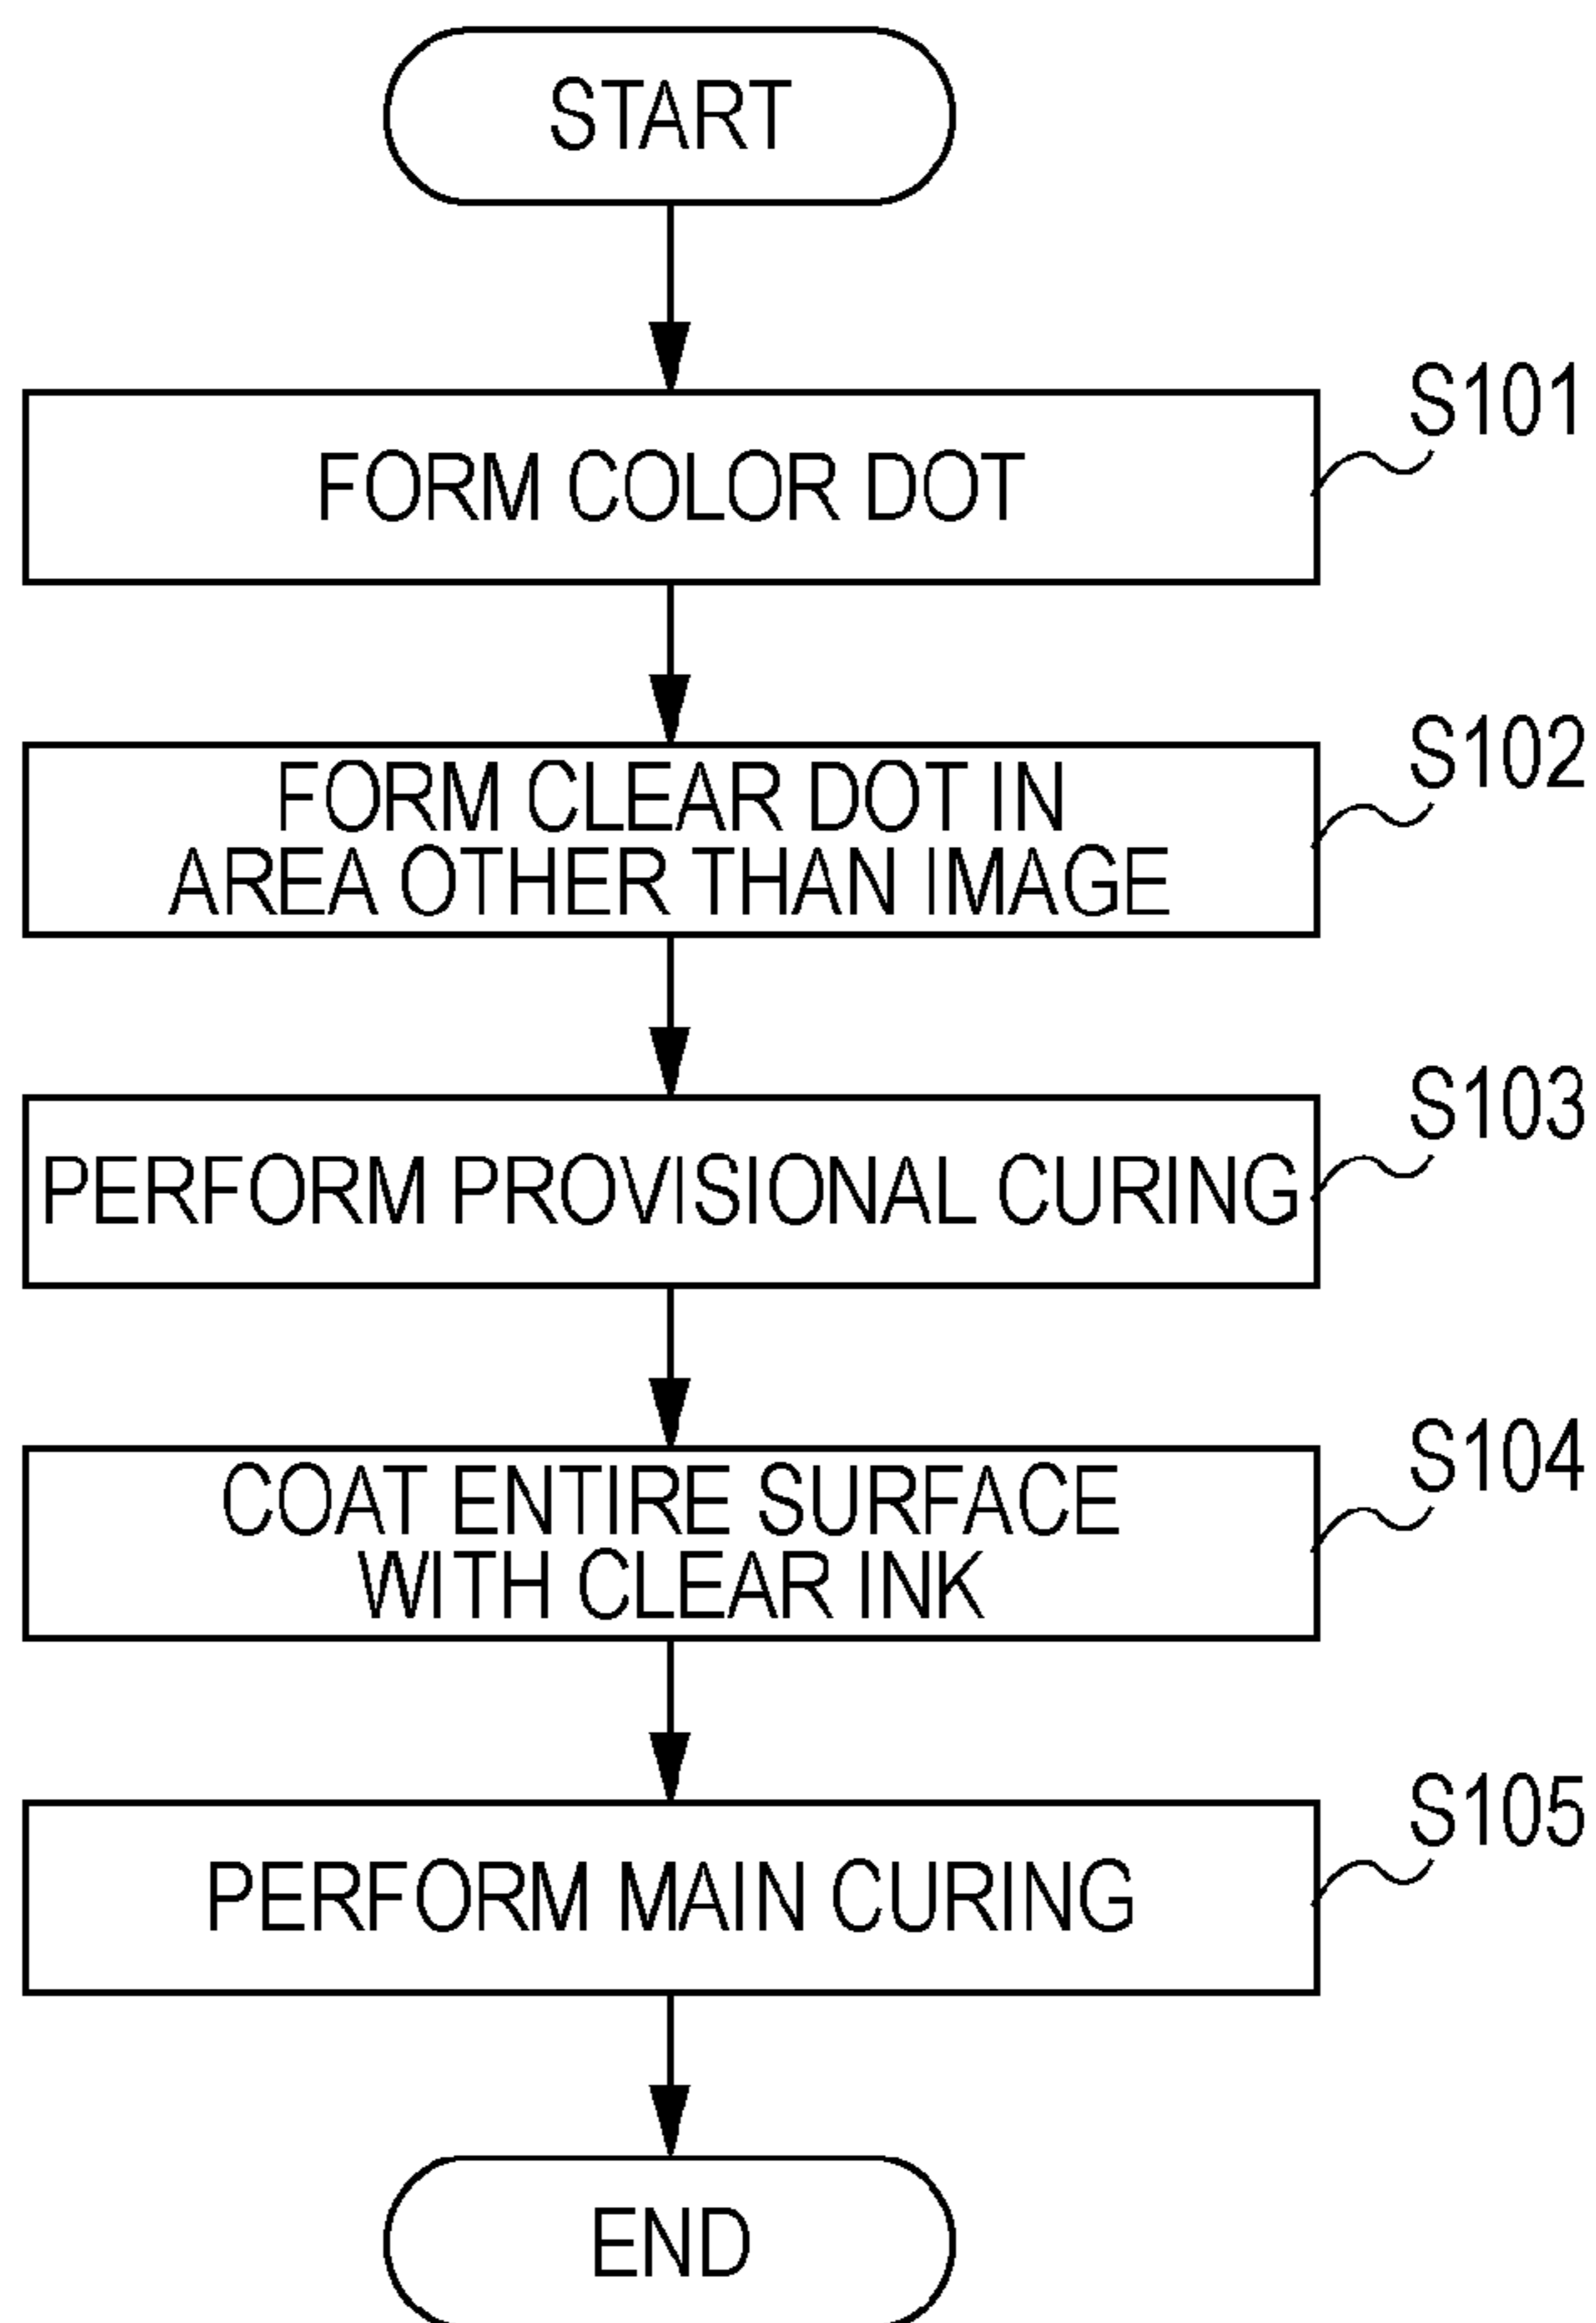 START
FORM COLOR DOT
S101
FORM CLEAR DOT IN
AREA OTHER THAN IMAGE
S102
PERFORM PROVISIONAL CURING
S103
COAT ENTIRE SURFACE
WITH CLEAR INK
S104
PERFORM MAIN CURING
S105
END